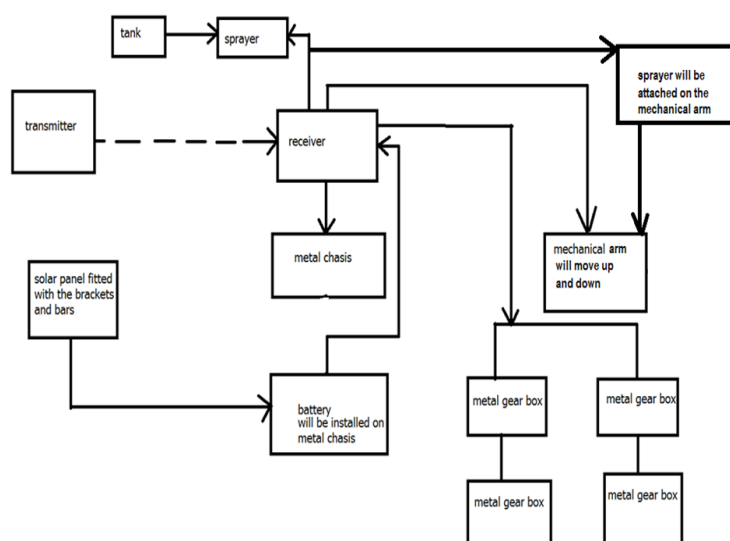 tank
sprayer
sprayer will be
attached on the
mechanical arm
transmitter
receiver
metal chasis
mechanical arm
will move up
and down
solar panel fitted
with the brackets
and bars
battery
will be installed on
metal chasis
metal gear box
metal gear box
metal gear box
metal gear box